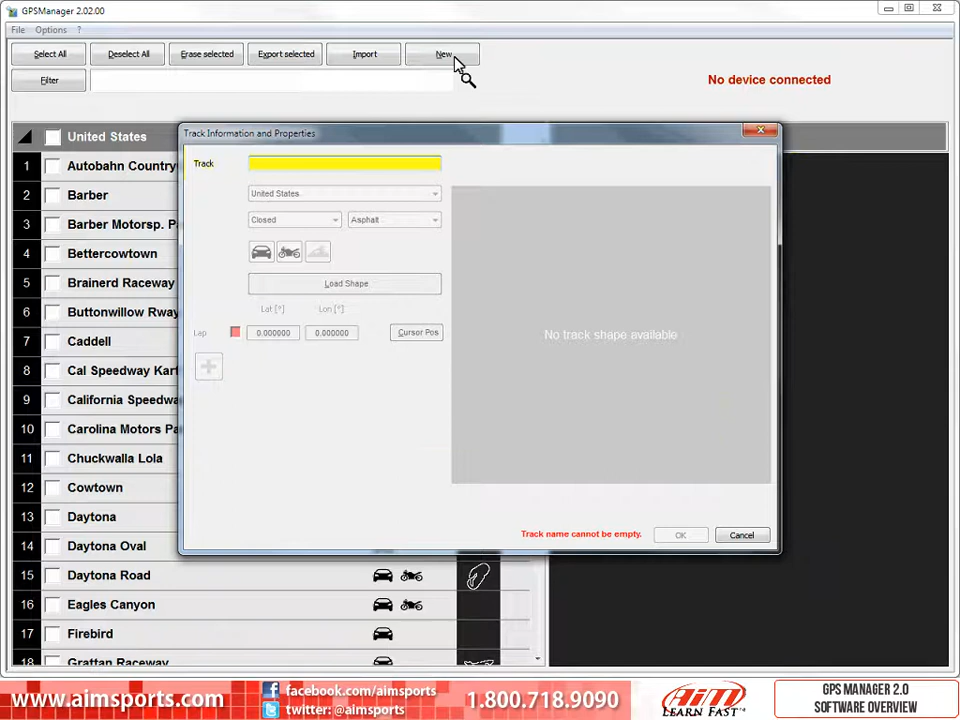 GPSManager 2.02.00
File Options ?
Select All Deselect All Erase selected Export selected Import New
Filter
No device connected
United States
1 Autobahn Country
2 Barber
3 Barber Motorsp.
4 Bettercowtown
5 Brainerd Raceway
6 Buttonwillow
7 Caddell
8 Cal Speedway
9 California
10 Carolina Motors
11 Chuckwalla Lola
12 Cowtown
13 Daytona
14 Daytona Oval
15 Daytona Road
16 Eagles Canyon
17 Firebird
18 Grattan Raceway
Track Information and Properties
Track
United States
Closed Asphalt
Load Shape
Lat [°] Lon [°]
Lap 0.000000 0.000000 Cursor Pos
No track shape available
Track name cannot be empty. OK Cancel
www.aimsports.com
facebook.com/aimsports
twitter: @aimsports
1.800.718.9090
AiM
LEARN FAST
GPS MANAGER 2.0
SOFTWARE OVERVIEW